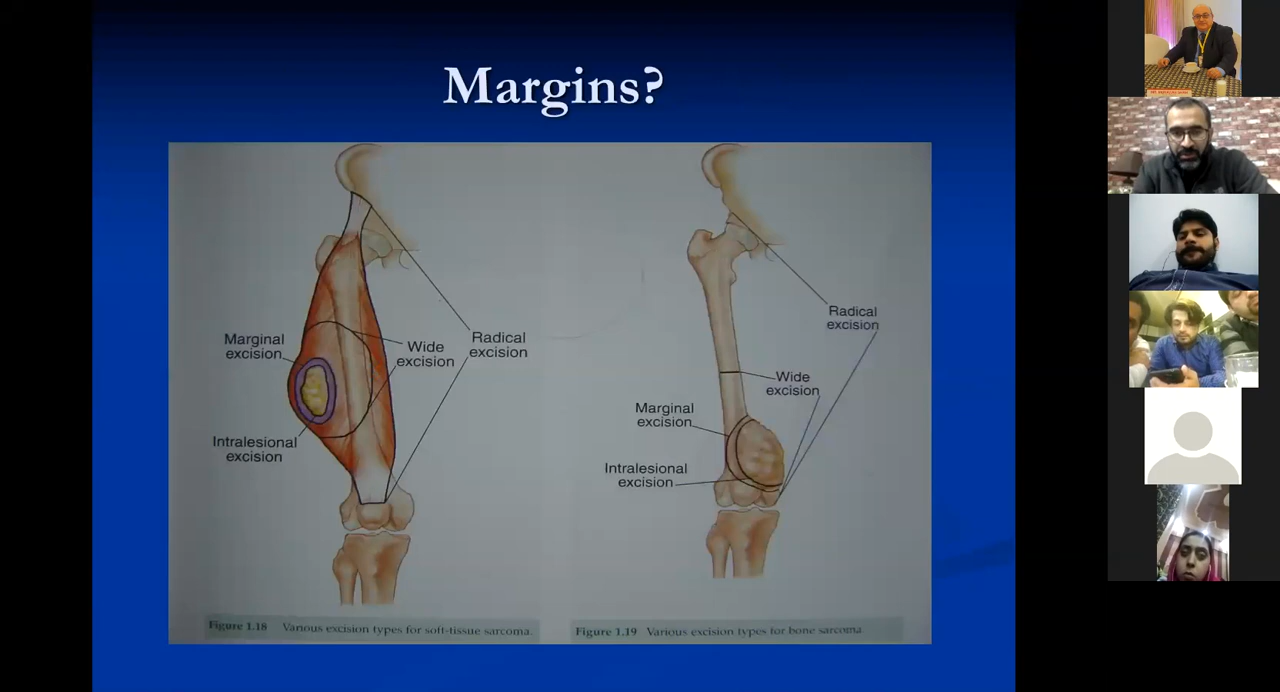 Margins?
Marginal
excision
Wide
excision
Radical
excision
Intralesional
excision
Radical
excision
Wide
excision
Marginal
excision
Intralesional
excision
Figure 1.18 Various excision types for soft-tissue sarcoma.
Figure 1.19 Various excision types for bone sarcoma.